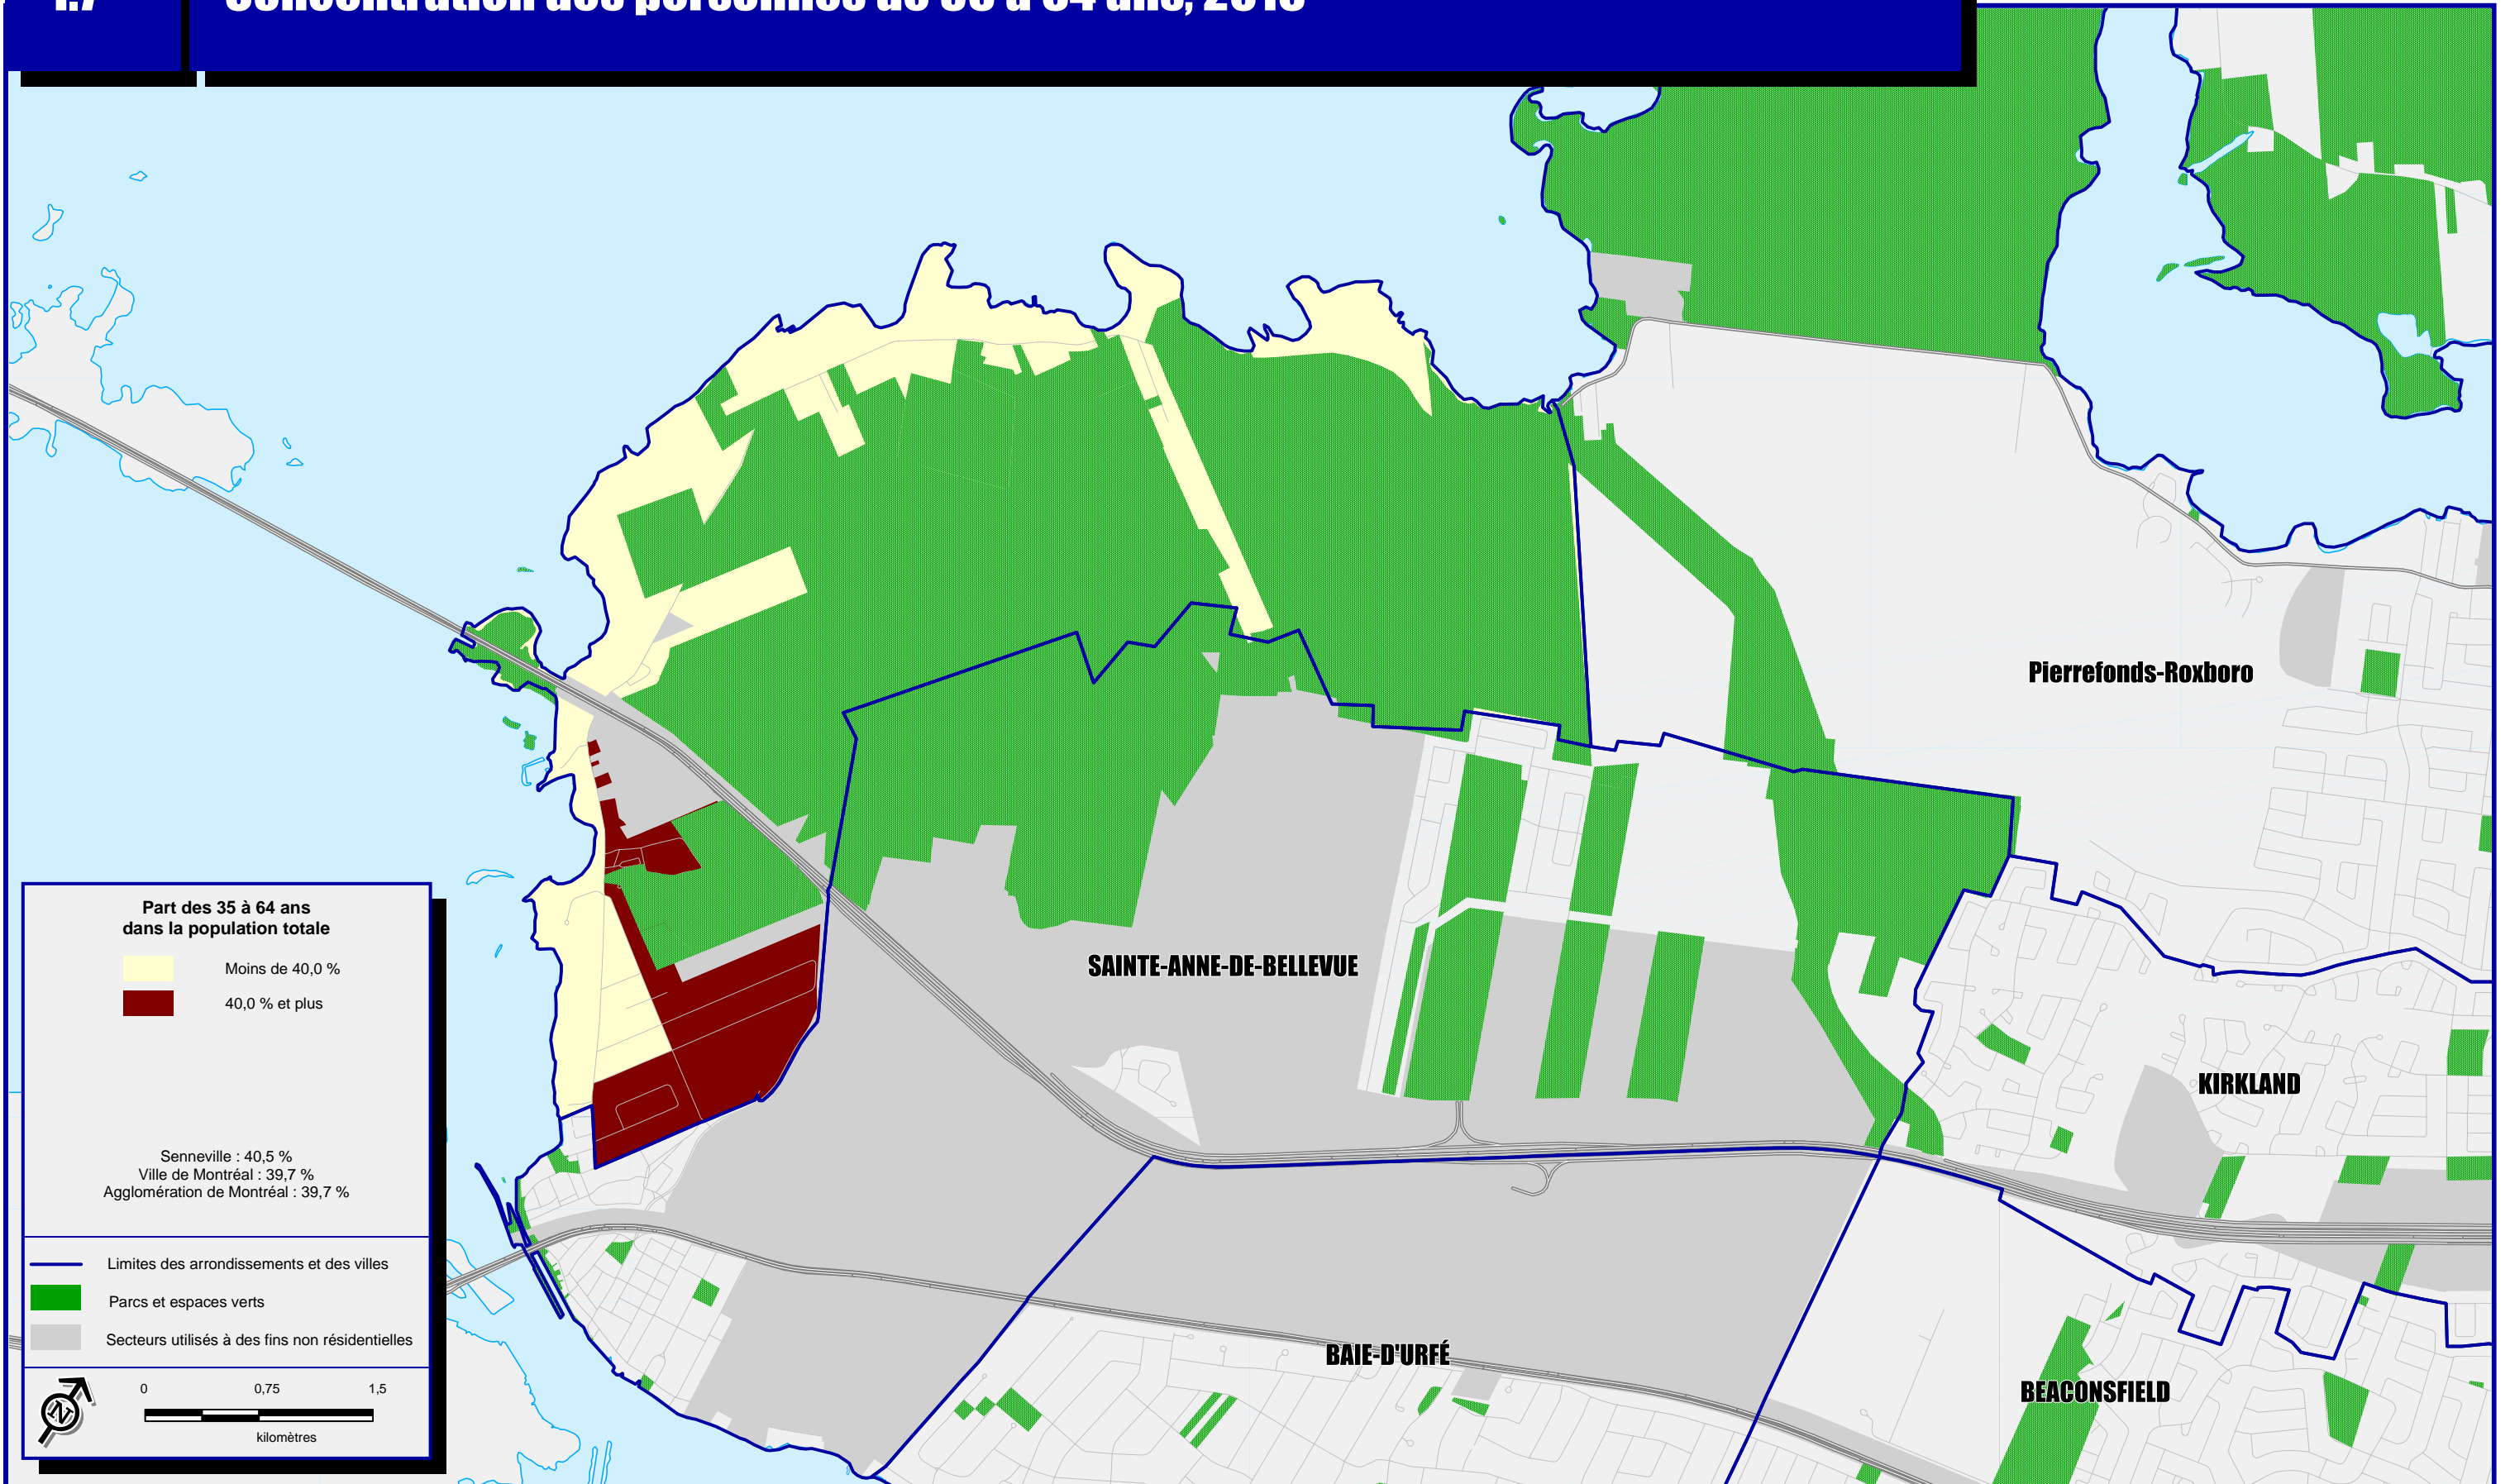 Part des 35 à 64 ans
dans la population totale
Moins de 40,0 %
40,0 % et plus
Senneville : 40,5 %
Ville de Montréal : 39,7 %
Agglomération de Montréal : 39,7 %
Limites des arrondissements et des villes
Parcs et espaces verts
Secteurs utilisés à des fins non résidentielles
N
0 0,75 1,5
kilomètres
Pierrefonds-Roxboro
SAINTE-ANNE-DE-BELLEVUE
KIRKLAND
BAIE-D'URFÉ
BEACONSFIELD